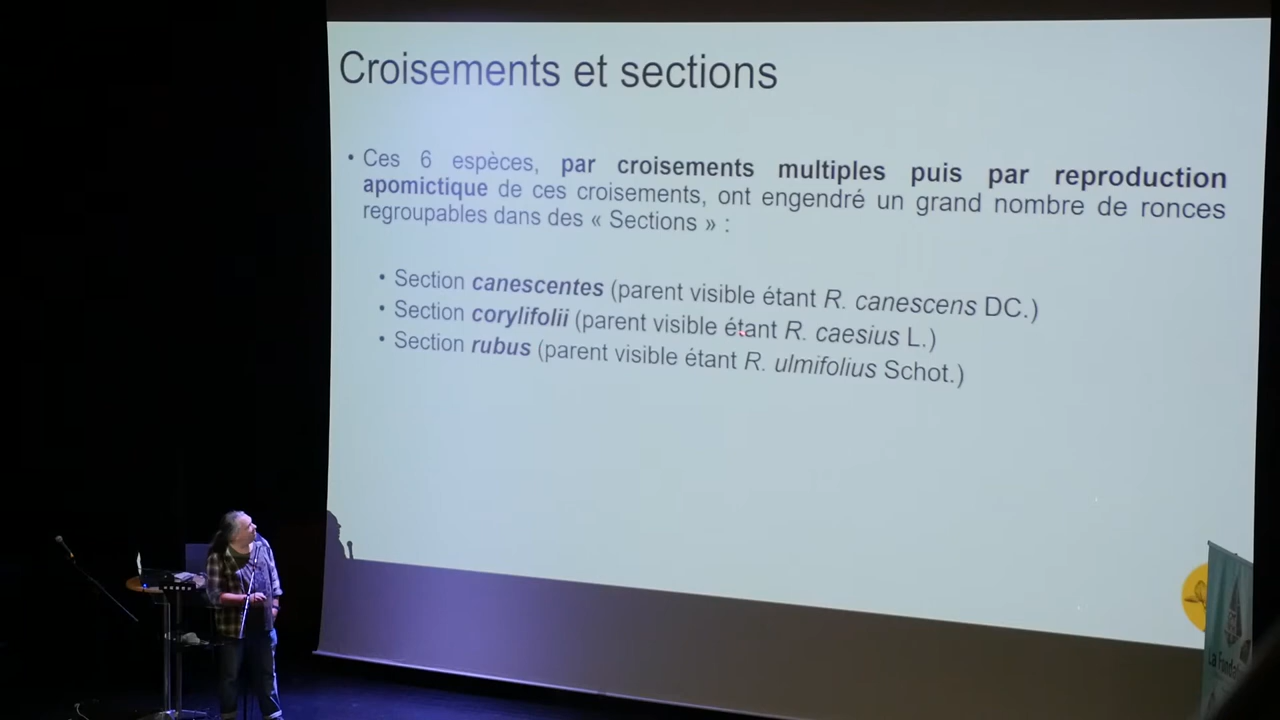 Croisements et sections
• Ces 6 espèces, par croisements multiples puis par reproduction
apomictique de ces croisements, ont engendré un grand nombre de ronces
regroupables dans des « Sections » :
• Section canescentes (parent visible étant R. canescens DC.)
• Section corylifolii (parent visible étant R. caesius L.)
• Section rubus (parent visible étant R. ulmifolius Schot.)
La